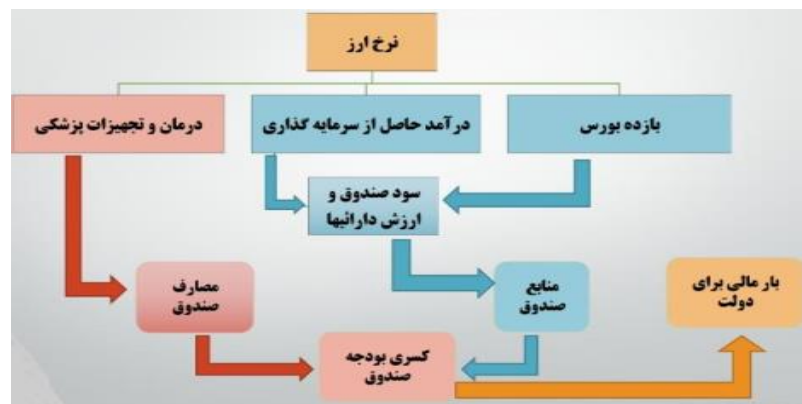 نرخ ارز
بازده بورس
درآمد حاصل از سرمایه گذاری
درمان و تجهیزات پزشکی
سود صندوق و
ارزش دارائیها
بار مالی برای
دولت
منابع
صندوق
مصارف
صندوق
کسری بودجه
صندوق